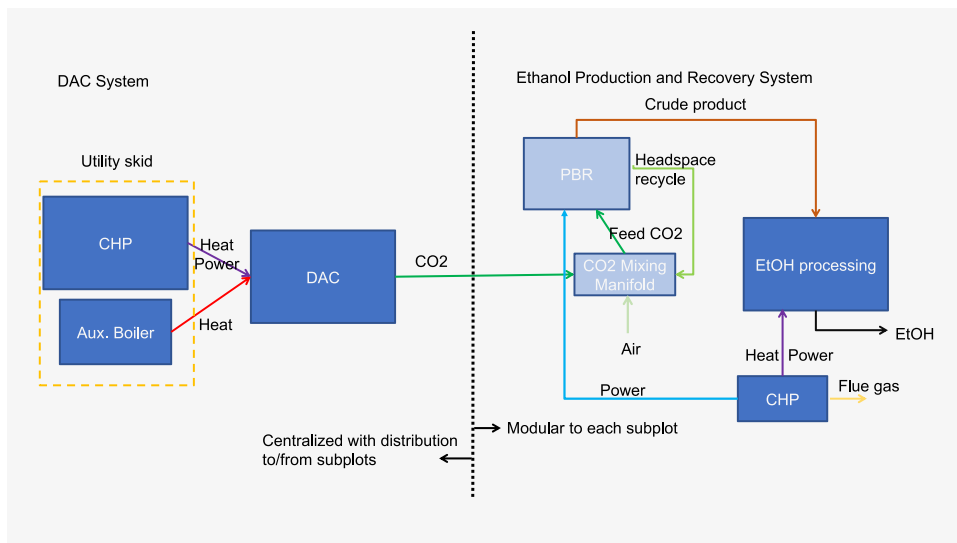 DAC System
Ethanol Production and Recovery System
Crude product
Utility skid
PBR
Headspace
recycle
CHP
Heat
Power
DAC
CO2
Feed CO2
CO2 Mixing
Manifold
EtOH processing
Aux. Boiler
Heat
Air
EtOH
Heat
Power
Power
CHP
Flue gas
Modular to each subplot
Centralized with distribution
to/from subplots